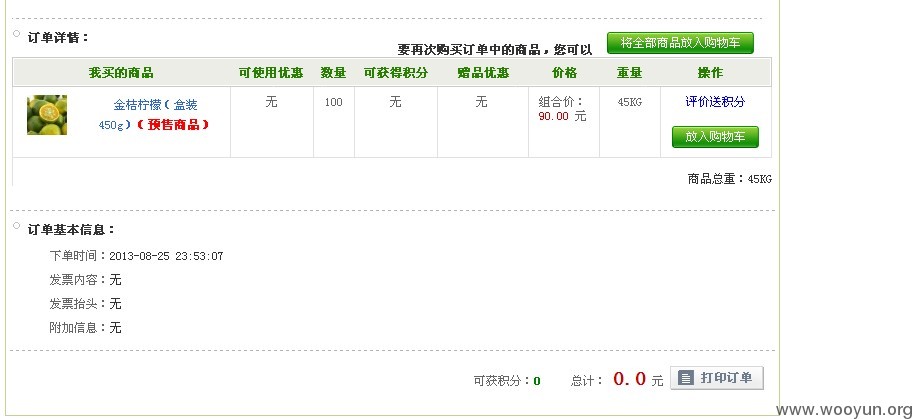 订单详情：
要再次购买订单中的商品，您可以 将全部商品放入购物车
我买的商品 可使用优惠 数量 可获得积分 赠品优惠 价格 重量 操作
金桔柠檬（盒装450g）（预售商品） 无 100 无 无 组合价：90.00 元 45KG 评价送积分
放入购物车
商品总重：45KG
订单基本信息：
下单时间：2013-08-25 23:53:07
发票内容：无
发票抬头：无
附加信息：无
可获积分：0 总计： 0.0 元 打印订单
www.wooyun.org